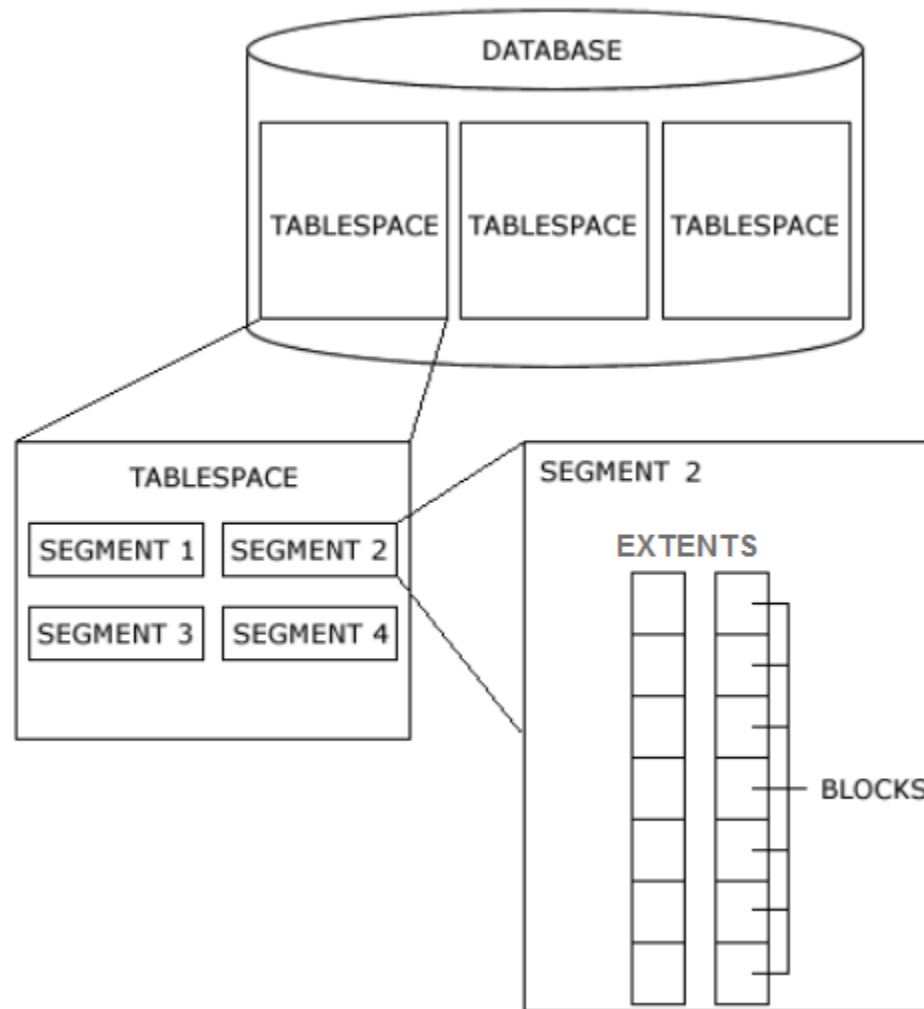 DATABASE
TABLESPACE
TABLESPACE
TABLESPACE
TABLESPACE
SEGMENT 1
SEGMENT 2
SEGMENT 3
SEGMENT 4
SEGMENT 2
EXTENTS
BLOCKS